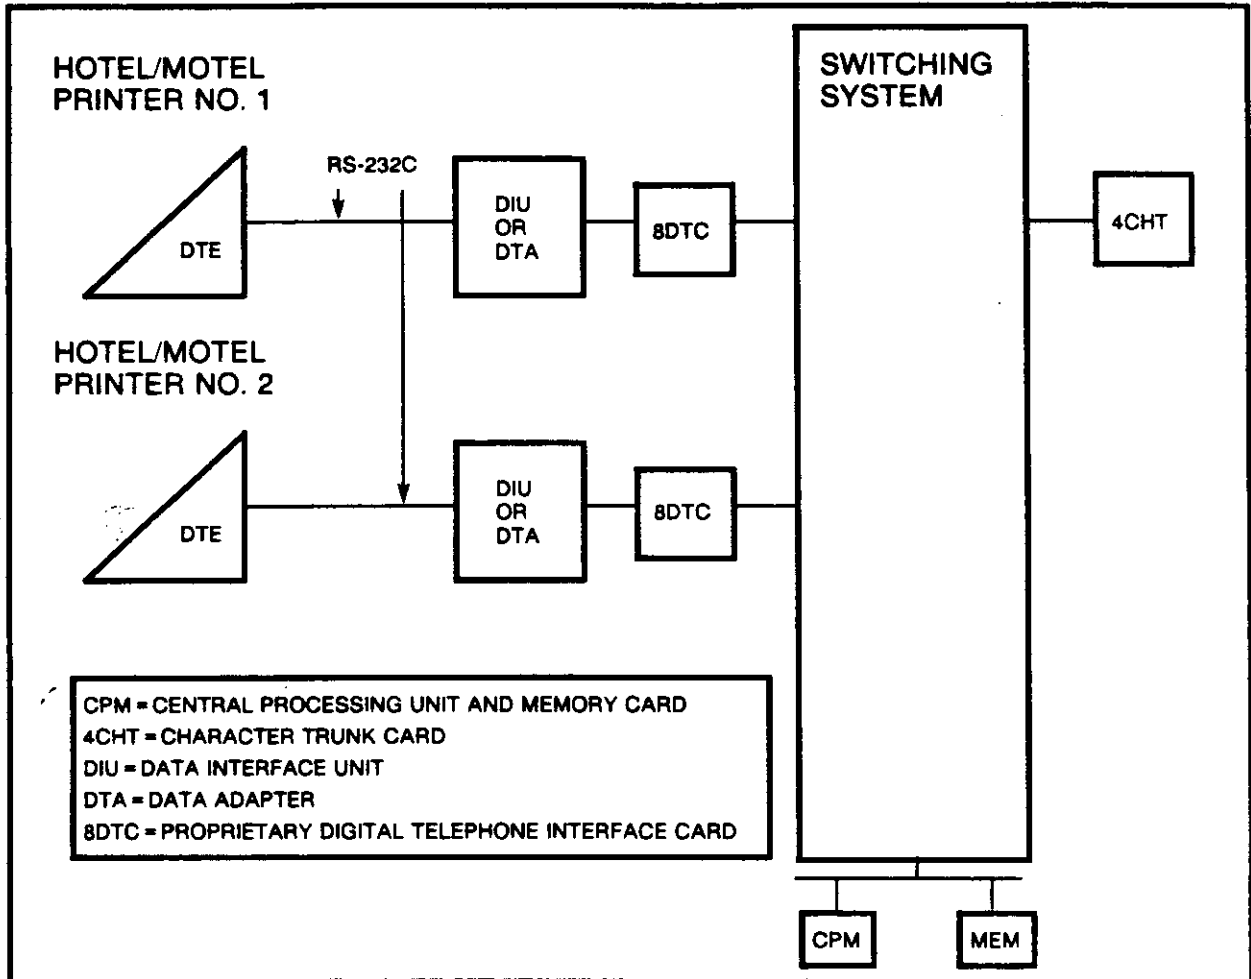 HOTEL/MOTEL
PRINTER NO. 1
SWITCHING
SYSTEM
RS-232C
DTE
DIU
OR
DTA
8DTC
4CHT
HOTEL/MOTEL
PRINTER NO. 2
DTE
DIU
OR
DTA
8DTC
CPM = CENTRAL PROCESSING UNIT AND MEMORY CARD
4CHT = CHARACTER TRUNK CARD
DIU = DATA INTERFACE UNIT
DTA = DATA ADAPTER
8DTC = PROPRIETARY DIGITAL TELEPHONE INTERFACE CARD
CPM
MEM